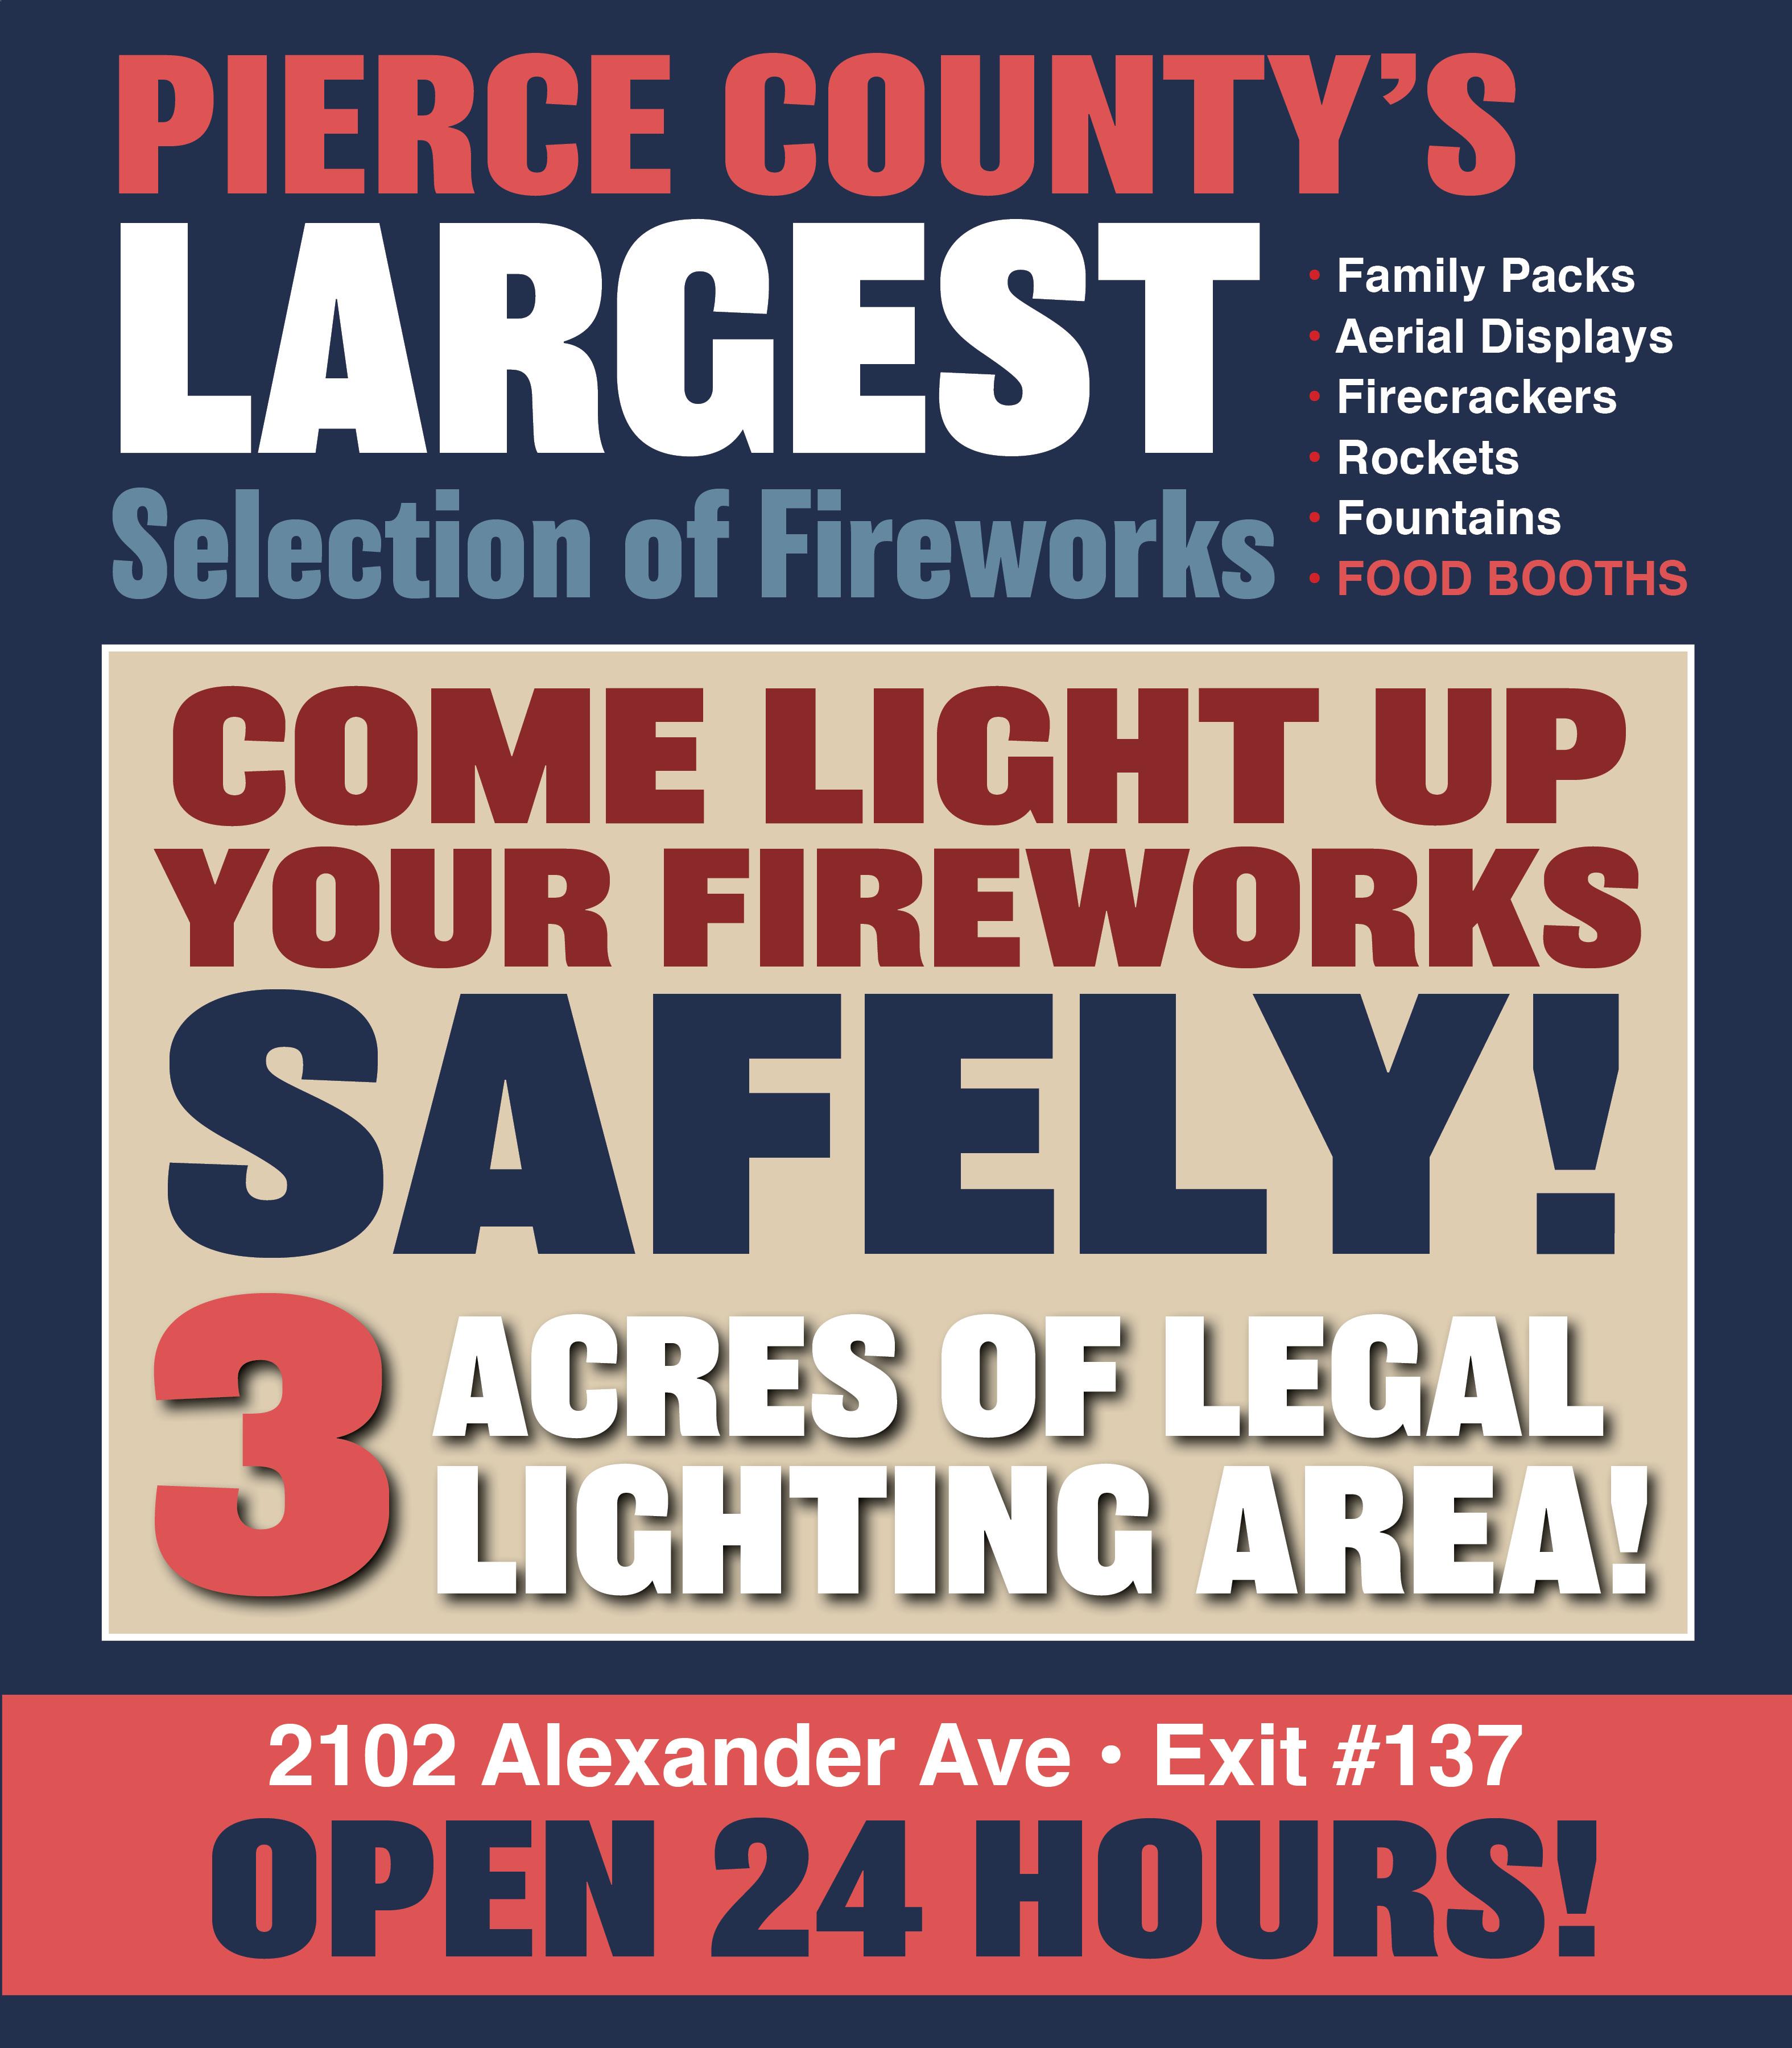 PIERCE COUNTY’S
LARGEST
Selection of Fireworks
• Family Packs
• Aerial Displays
• Firecrackers
• Rockets
• Fountains
• FOOD BOOTHS
COME LIGHT UP
YOUR FIREWORKS
SAFELY!
3 ACRES OF LEGAL
LIGHTING AREA!
2102 Alexander Ave • Exit #137
OPEN 24 HOURS!